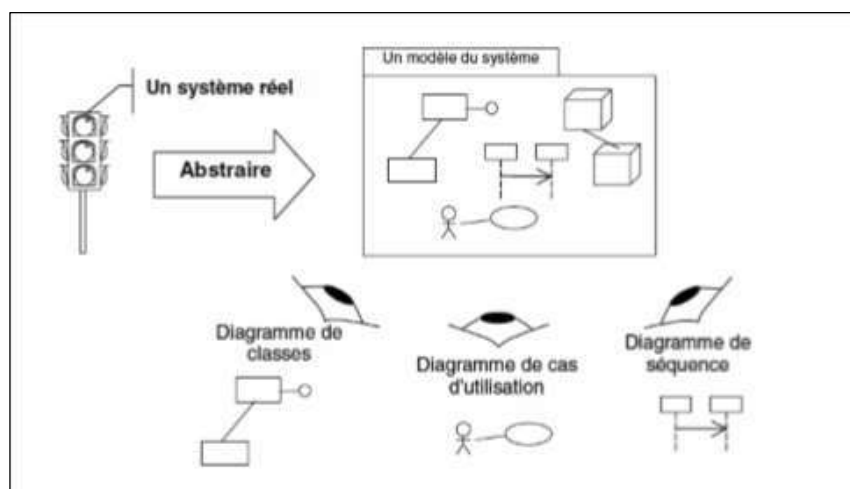 Un modèle du système
Un système réel
Abstraire
Diagramme de
classes
Diagramme de cas
d'utilisation
Diagramme de
séquence